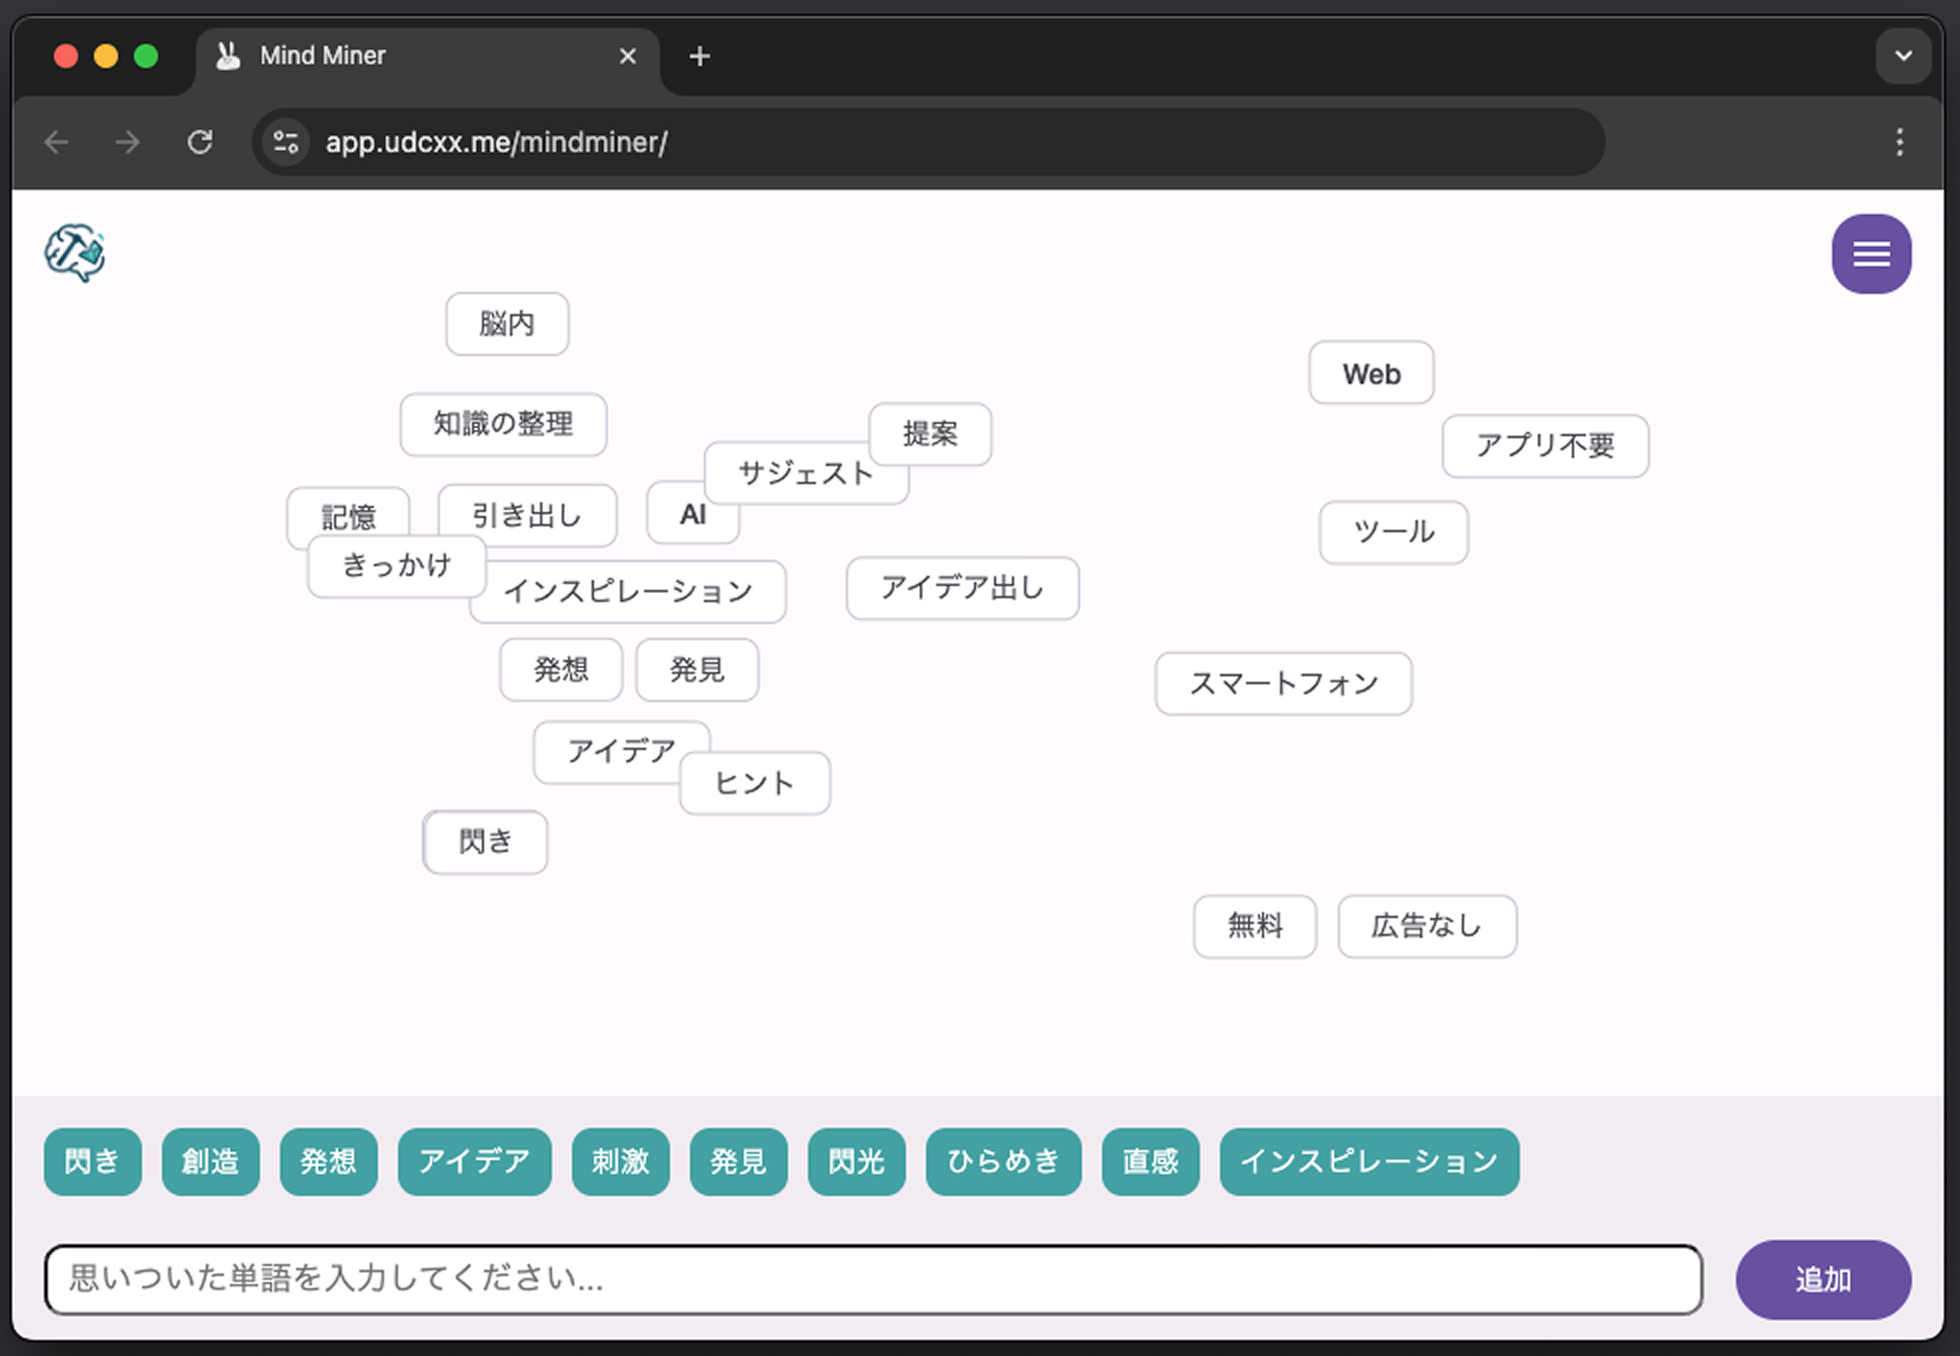 Mind Miner
app.udcxx.me/mindminer/
脳内
Web
知識の整理
提案
アプリ不要
サジェスト
記憶
引き出し
AI
ツール
きっかけ
インスピレーション
アイデア出し
発想
発見
スマートフォン
アイデア
ヒント
閃き
無料
広告なし
閃き 創造 発想 アイデア 刺激 発見 閃光 ひらめき 直感 インスピレーション
思いついた単語を入力してください...
追加